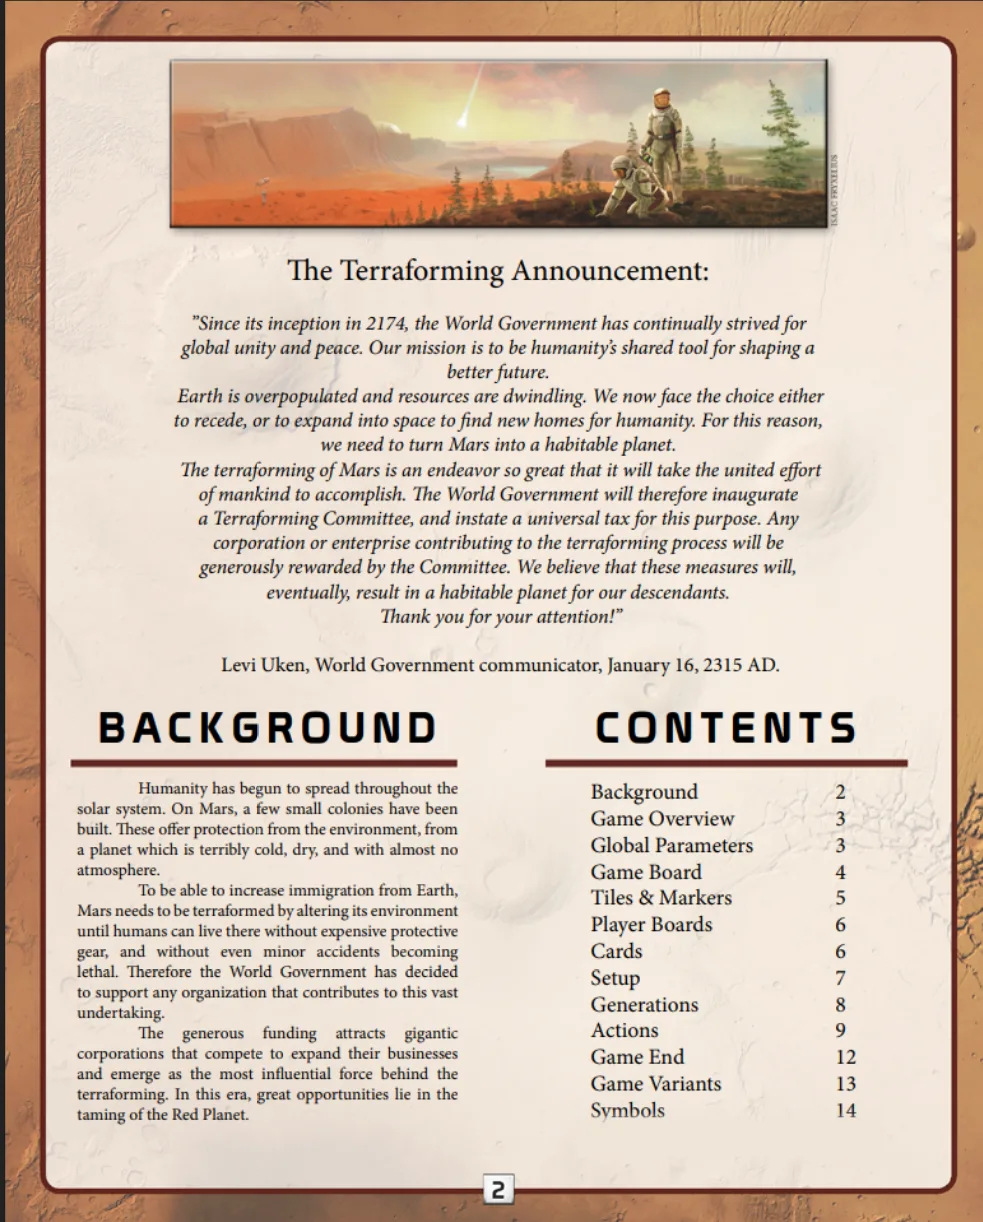 ISAAC FRYXELIUS
The Terraforming Announcement:
”Since its inception in 2174, the World Government has continually strived for
global unity and peace. Our mission is to be humanity’s shared tool for shaping a
better future.
Earth is overpopulated and resources are dwindling. We now face the choice either
to recede, or to expand into space to find new homes for humanity. For this reason,
we need to turn Mars into a habitable planet.
The terraforming of Mars is an endeavor so great that it will take the united effort
of mankind to accomplish. The World Government will therefore inaugurate
a Terraforming Committee, and instate a universal tax for this purpose. Any
corporation or enterprise contributing to the terraforming process will be
generously rewarded by the Committee. We believe that these measures will,
eventually, result in a habitable planet for our descendants.
Thank you for your attention!”
Levi Uken, World Government communicator, January 16, 2315 AD.
BACKGROUND
Humanity has begun to spread throughout the
solar system. On Mars, a few small colonies have been
built. These offer protection from the environment, from
a planet which is terribly cold, dry, and with almost no
atmosphere.
To be able to increase immigration from Earth,
Mars needs to be terraformed by altering its environment
until humans can live there without expensive protective
gear, and without even minor accidents becoming
lethal. Therefore the World Government has decided
to support any organization that contributes to this vast
undertaking.
The generous funding attracts gigantic
corporations that compete to expand their businesses
and emerge as the most influential force behind the
terraforming. In this era, great opportunities lie in the
taming of the Red Planet.
CONTENTS
Background 2
Game Overview 3
Global Parameters 3
Game Board 4
Tiles & Markers 5
Player Boards 6
Cards 6
Setup 7
Generations 8
Actions 9
Game End 12
Game Variants 13
Symbols 14
2